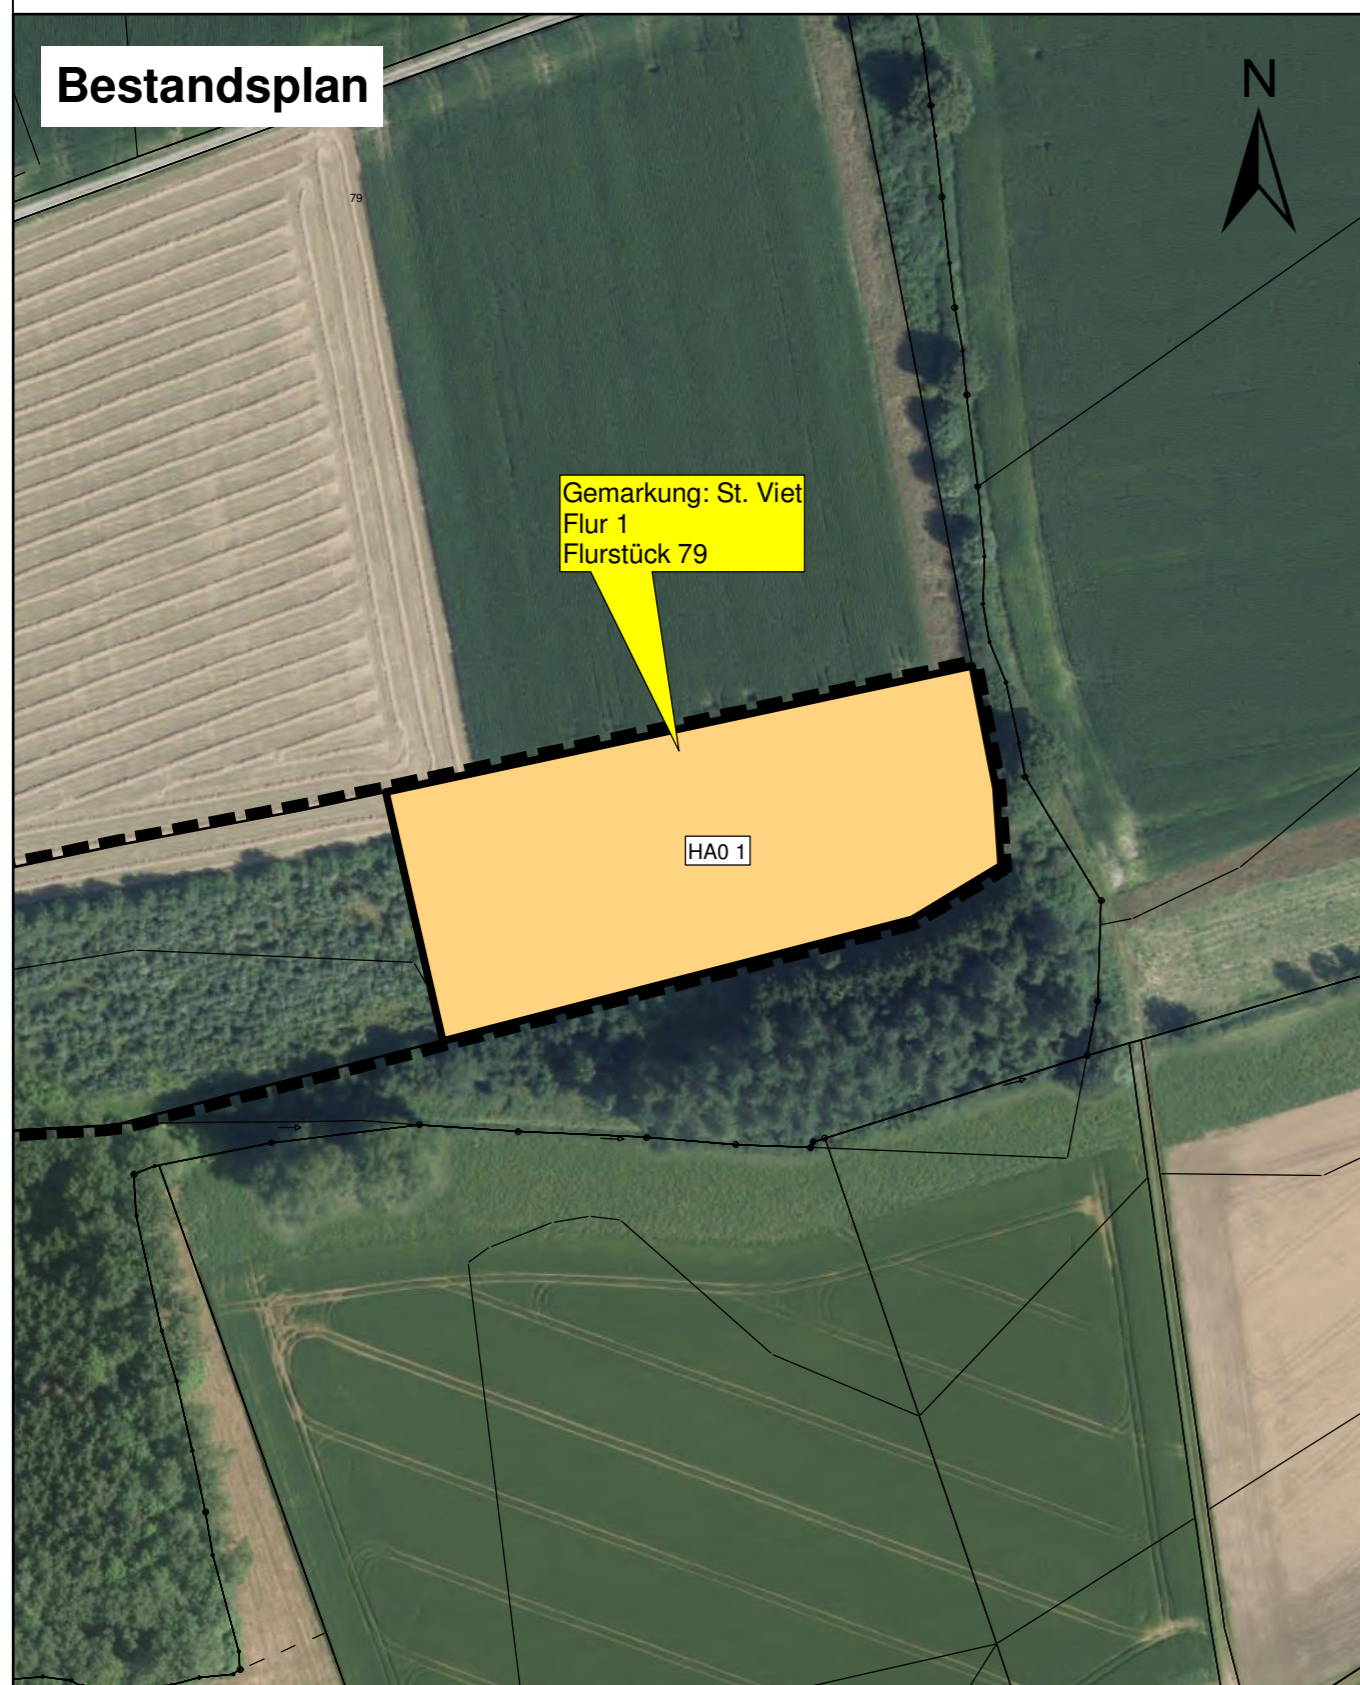 Bestandsplan
N
79
Gemarkung: St. Viet
Flur 1
Flurstück 79
HA0 1